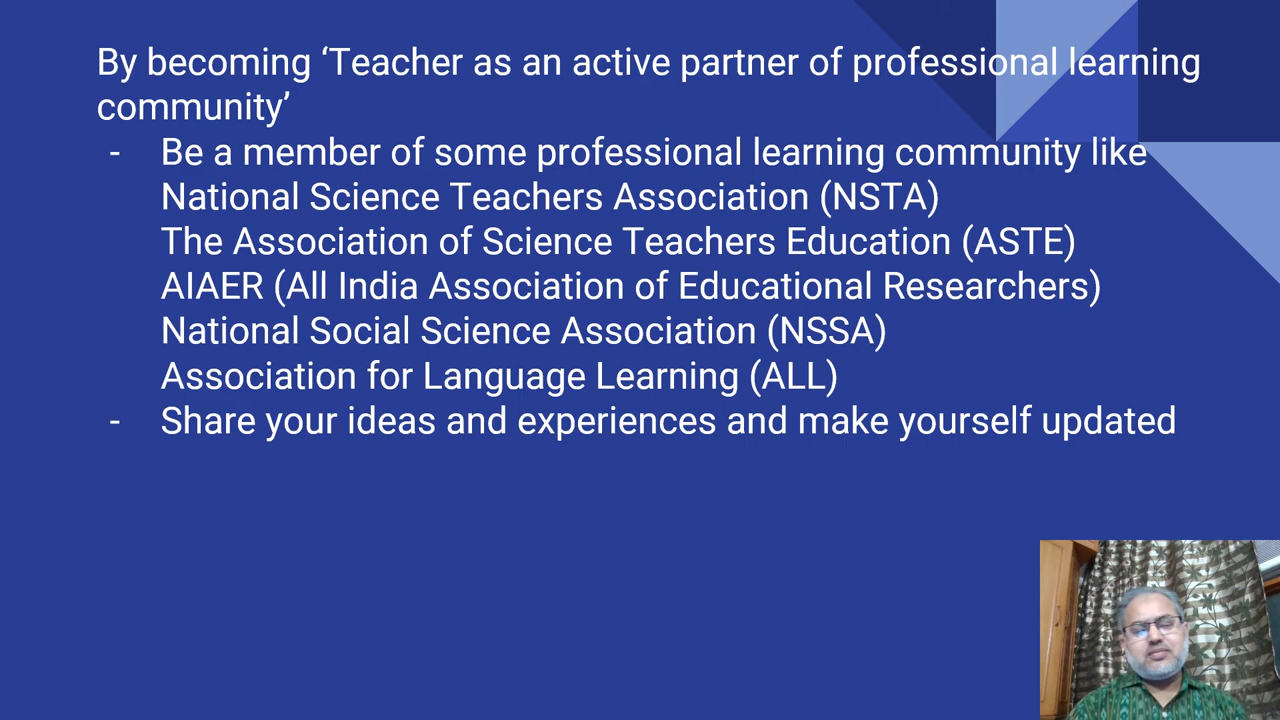 By becoming ‘Teacher as an active partner of professional learning
community’
- Be a member of some professional learning community like
National Science Teachers Association (NSTA)
The Association of Science Teachers Education (ASTE)
AIAER (All India Association of Educational Researchers)
National Social Science Association (NSSA)
Association for Language Learning (ALL)
- Share your ideas and experiences and make yourself updated